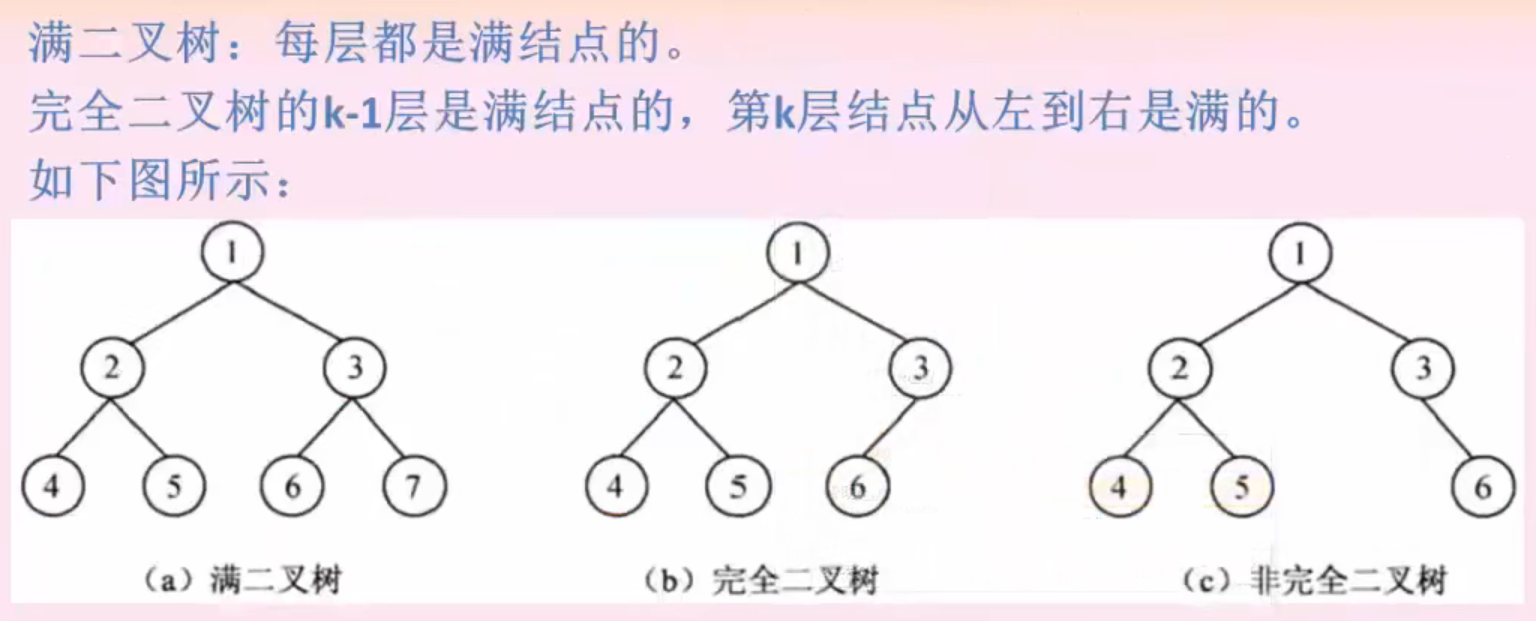 满二叉树：每层都是满结点的。
完全二叉树的k-1层是满结点的，第k层结点从左到右是满的。
如下图所示：
1 1 1
2 3 2 3 2 3
4 5 6 7 4 5 6 4 5 6
（a）满二叉树 （b）完全二叉树 （c）非完全二叉树